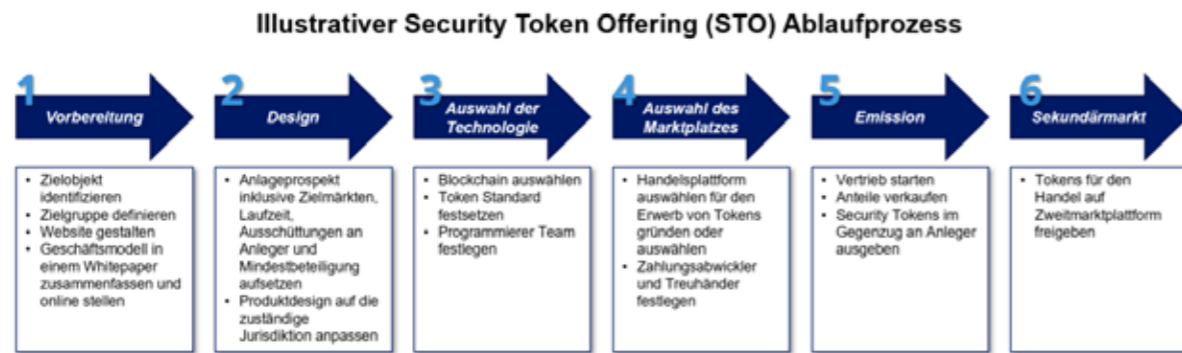 Illustrativer Security Token Offering (STO) Ablaufprozess
1
Vorbereitung
• Zielobjekt
identifizieren
• Zielgruppe definieren
• Website gestalten
• Geschäftsmodell in
einem Whitepaper
zusammenfassen und
online stellen
2
Design
• Anlageprospekt
inklusive Zielmärkten,
Laufzeit,
Ausschüttungen an
Anleger und
Mindestbeteiligung
aufsetzen
• Produktdesign auf die
zuständige
Jurisdiktion anpassen
3
Auswahl der
Technologie
• Blockchain auswählen
• Token Standard
festsetzen
• Programmierer Team
festlegen
4
Auswahl des
Marktplatzes
• Handelsplattform
auswählen für den
Erwerb von Tokens
gründen oder
auswählen
• Zahlungsabwickler
und Treuhänder
festlegen
5
Emission
• Vertrieb starten
• Anteile verkaufen
• Security Tokens im
Gegenzug an Anleger
ausgeben
6
Sekundärmarkt
• Tokens für den
Handel auf
Zweitmarktplattform
freigeben